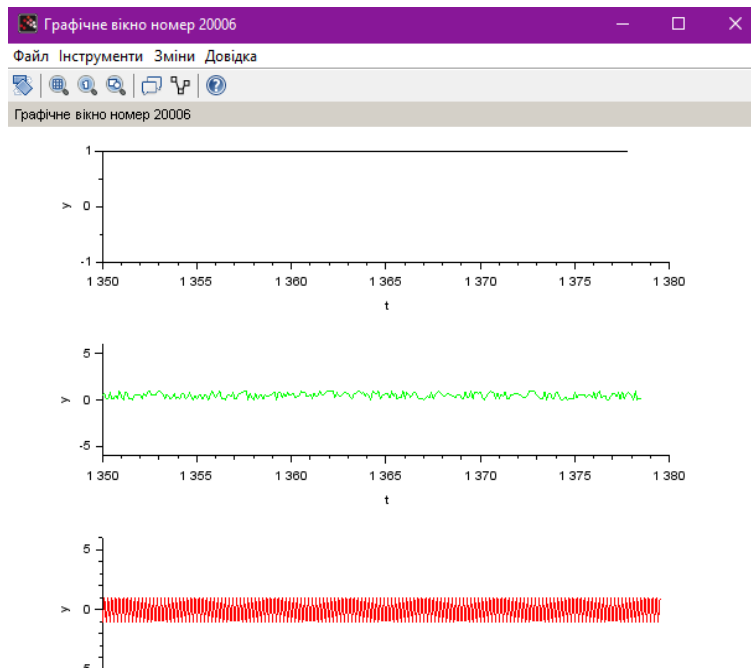 Графічне вікно номер 20006
Файл Інструменти Зміни Довідка
Графічне вікно номер 20006
1
y 0
-1
1 350 1 355 1 360 1 365 1 370 1 375 1 380
t
5
y 0
-5
1 350 1 355 1 360 1 365 1 370 1 375 1 380
t
5
y 0